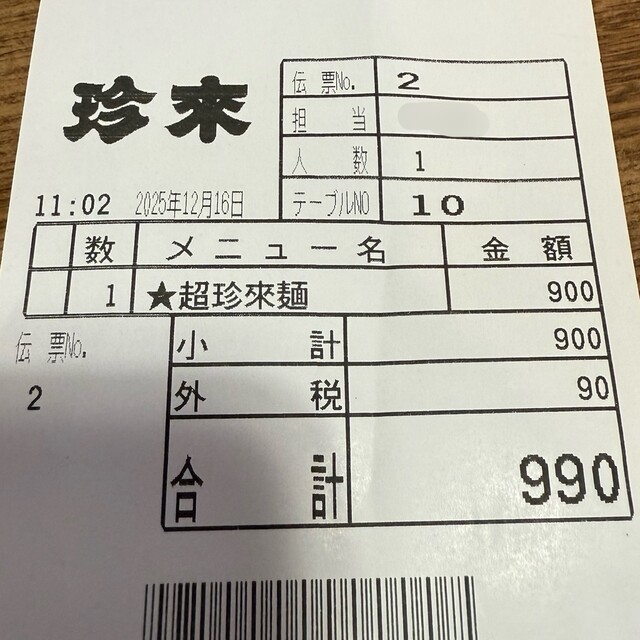 珍來
伝票No. 2
担当
人数 1
11:02 2025年12月16日 テーブルNO 10
数 メニュー名 金額
1 ★超珍來麺 900
小計 900
外税 90
合計 990
伝票No.
2